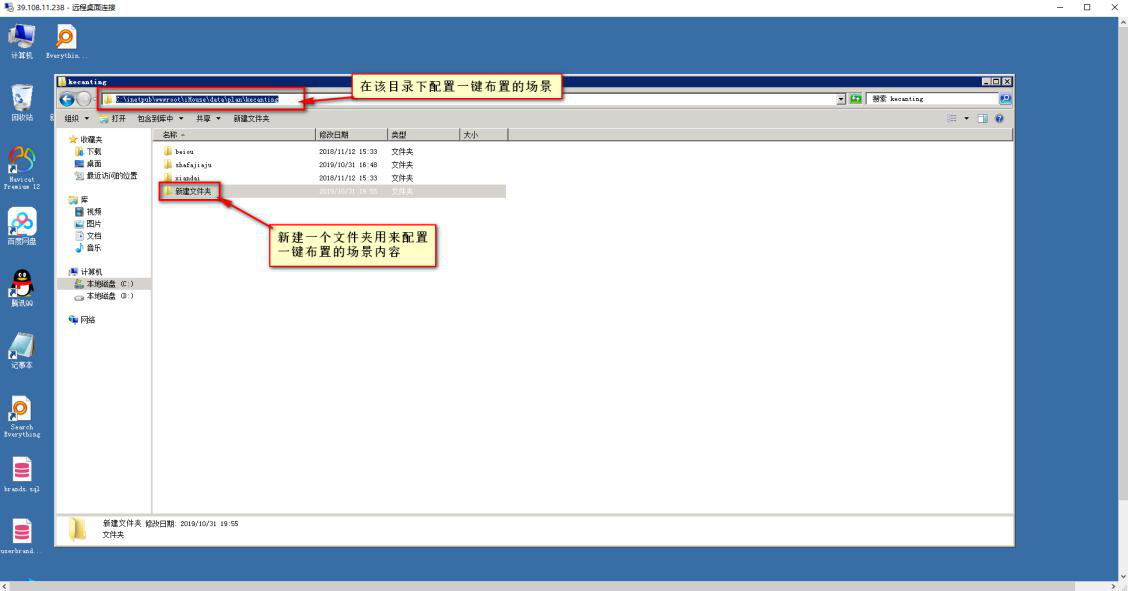 39.108.11.238 - 远程桌面连接
计算机
Everythin...
回收站
Navicat
Premium 12
百度网盘
腾讯QQ
记事本
Search
Everything
brands.sql
userbrand...
kecanting
C:\inetpub\wwwroot\iHouse\data\plan\kecanting
在该目录下配置一键布置的场景
搜索 kecanting
组织
打开
包含到库中
共享
新建文件夹
收藏夹
下载
桌面
最近访问的位置
库
视频
图片
文档
音乐
计算机
本地磁盘 (C:)
本地磁盘 (D:)
网络
名称 修改日期 类型 大小
beiou 2018/11/12 15:33 文件夹
shafajiaju 2019/10/31 16:48 文件夹
xiandai 2018/11/12 15:33 文件夹
新建文件夹 2019/10/31 19:55 文件夹
新建一个文件夹用来配置
一键布置的场景内容
新建文件夹 修改日期: 2019/10/31 19:55
文件夹